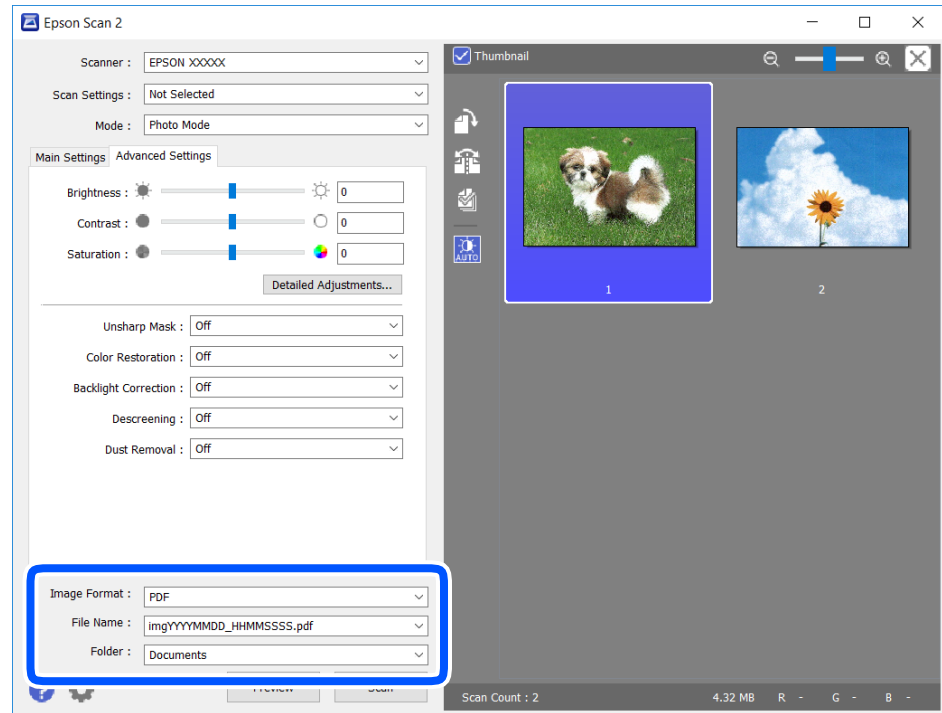 Epson Scan 2
Scanner : EPSON XXXXX
Scan Settings : Not Selected
Mode : Photo Mode
Main Settings Advanced Settings
Brightness : 0
Contrast : 0
Saturation : 0
Detailed Adjustments...
Unsharp Mask : Off
Color Restoration : Off
Backlight Correction : Off
Descreening : Off
Dust Removal : Off
Image Format : PDF
File Name : imgYYYYMMDD_HHMMSSSS.pdf
Folder : Documents
? Preview Scan
Thumbnail
AUTO
1
2
Scan Count : 2 4.32 MB R - G - B -